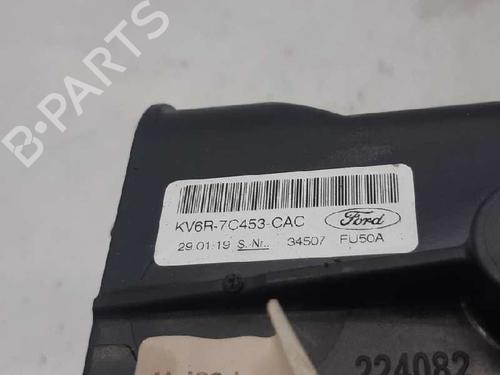 B-PARTS
KV6R-7C453-CAC
Ford
29.01.19 S.-Nr. 34507 FU50A
224082